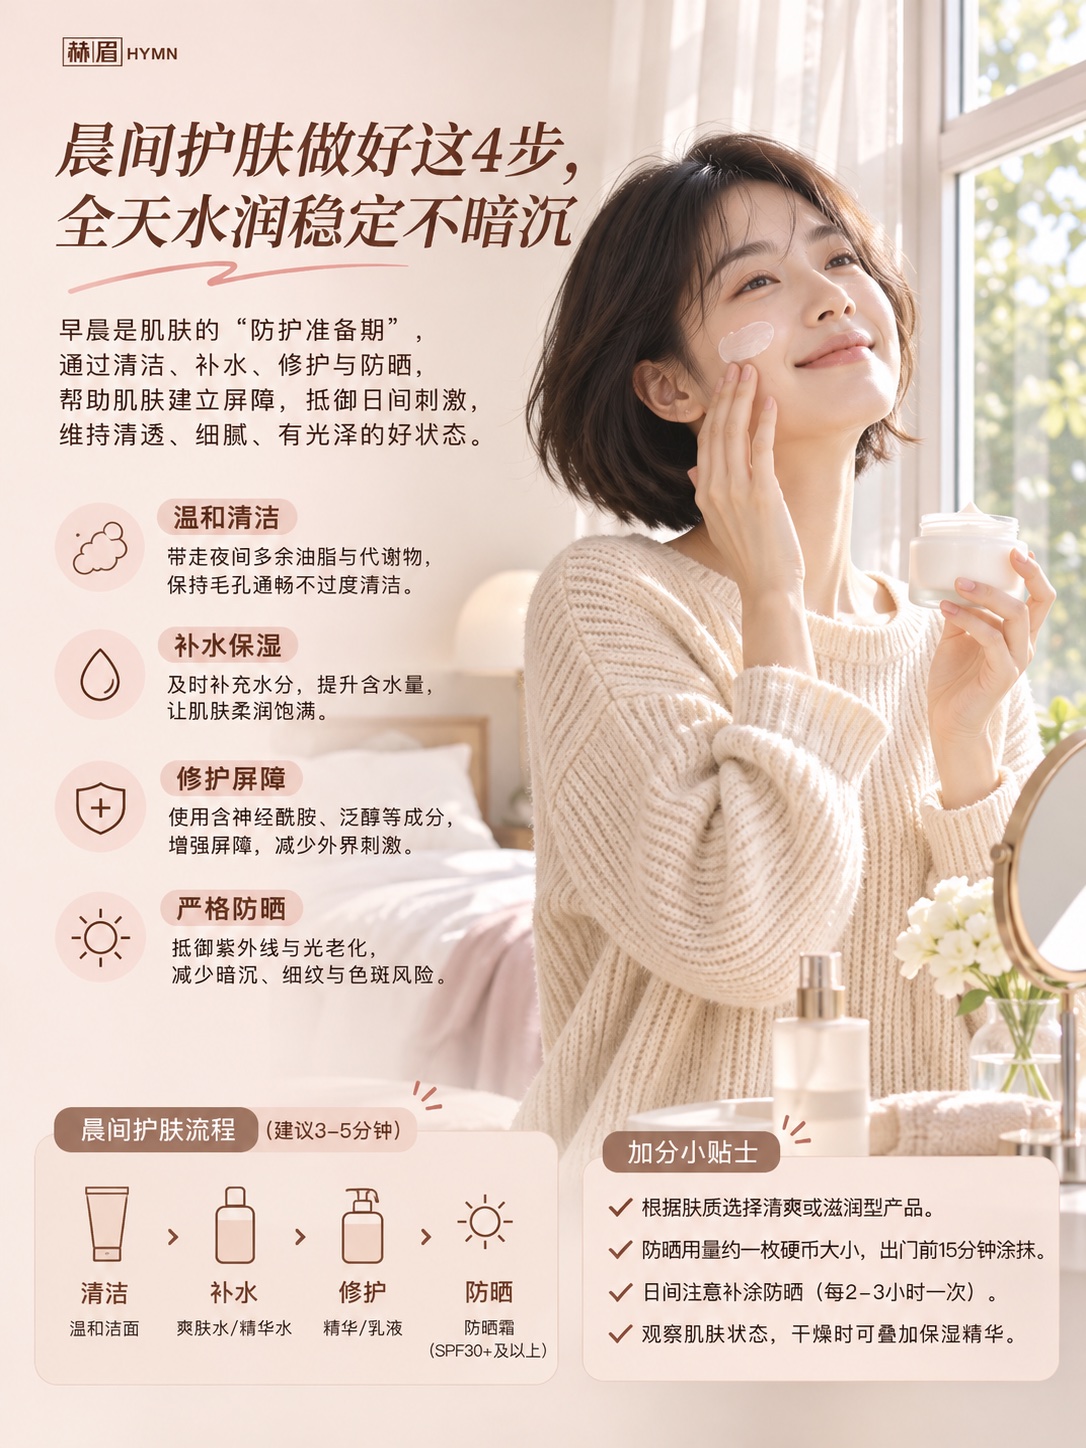 赫眉 HYMN
晨间护肤做好这4步,
全天水润稳定不暗沉
早晨是肌肤的“防护准备期”,
通过清洁、补水、修护与防晒,
帮助肌肤建立屏障,抵御日间刺激,
维持清透、细腻、有光泽的好状态。
温和清洁
带走夜间多余油脂与代谢物,
保持毛孔通畅不过度清洁。
补水保湿
及时补充水分,提升含水量,
让肌肤柔润饱满。
修护屏障
使用含神经酰胺、泛醇等成分,
增强屏障,减少外界刺激。
严格防晒
抵御紫外线与光老化,
减少暗沉、细纹与色斑风险。
晨间护肤流程 (建议3-5分钟)
清洁
温和洁面
补水
爽肤水/精华水
修护
精华/乳液
防晒
防晒霜
(SPF30+及以上)
加分小贴士
根据肤质选择清爽或滋润型产品。
防晒用量约一枚硬币大小,出门前15分钟涂抹。
日间注意补涂防晒(每2-3小时一次)。
观察肌肤状态,干燥时可叠加保湿精华。